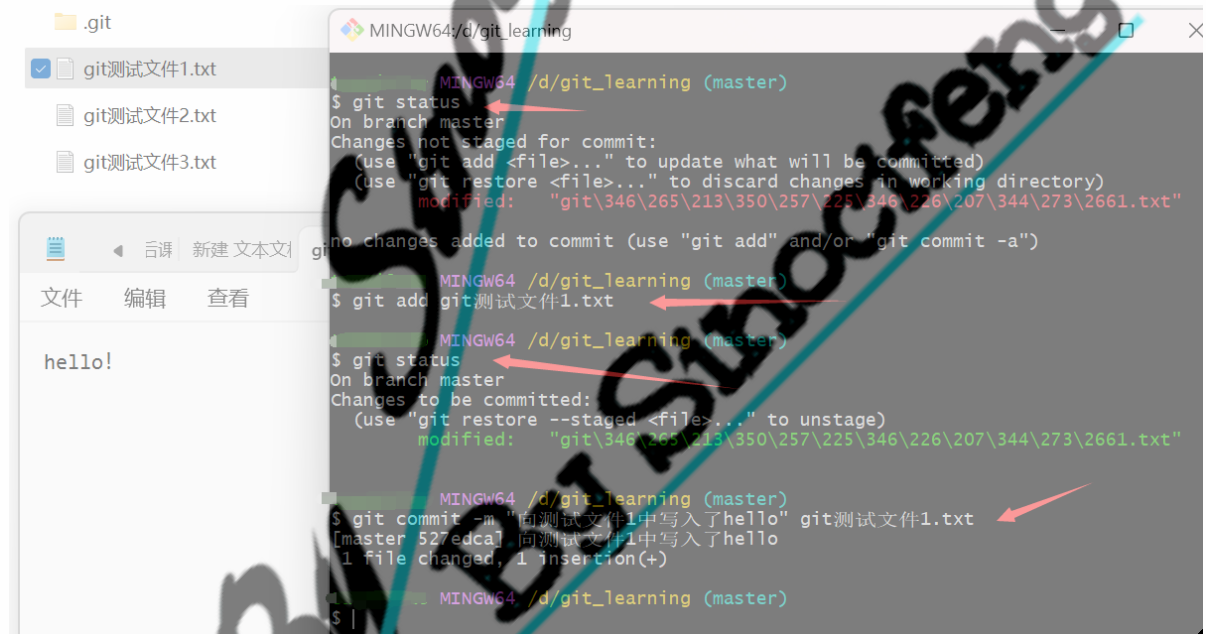 .git
git测试文件1.txt
git测试文件2.txt
git测试文件3.txt
新建 文本文
文件 编辑 查看
hello!
MINGW64:/d/git_learning
MINGW64 /d/git_learning (master)
$ git status
On branch master
Changes not staged for commit:
(use "git add <file>..." to update what will be committed)
(use "git restore <file>..." to discard changes in working directory)
modified: "git\346\265\213\350\257\225\346\226\207\344\273\2661.txt"
no changes added to commit (use "git add" and/or "git commit -a")
MINGW64 /d/git_learning (master)
$ git add git测试文件1.txt
MINGW64 /d/git_learning (master)
$ git status
On branch master
Changes to be committed:
(use "git restore --staged <file>..." to unstage)
modified: "git\346\265\213\350\257\225\346\226\207\344\273\2661.txt"
MINGW64 /d/git_learning (master)
$ git commit -m "向测试文件1中写入了hello" git测试文件1.txt
[master 527edca] 向测试文件1中写入了hello
1 file changed, 1 insertion(+)
MINGW64 /d/git_learning (master)
$
By Sinocifeng